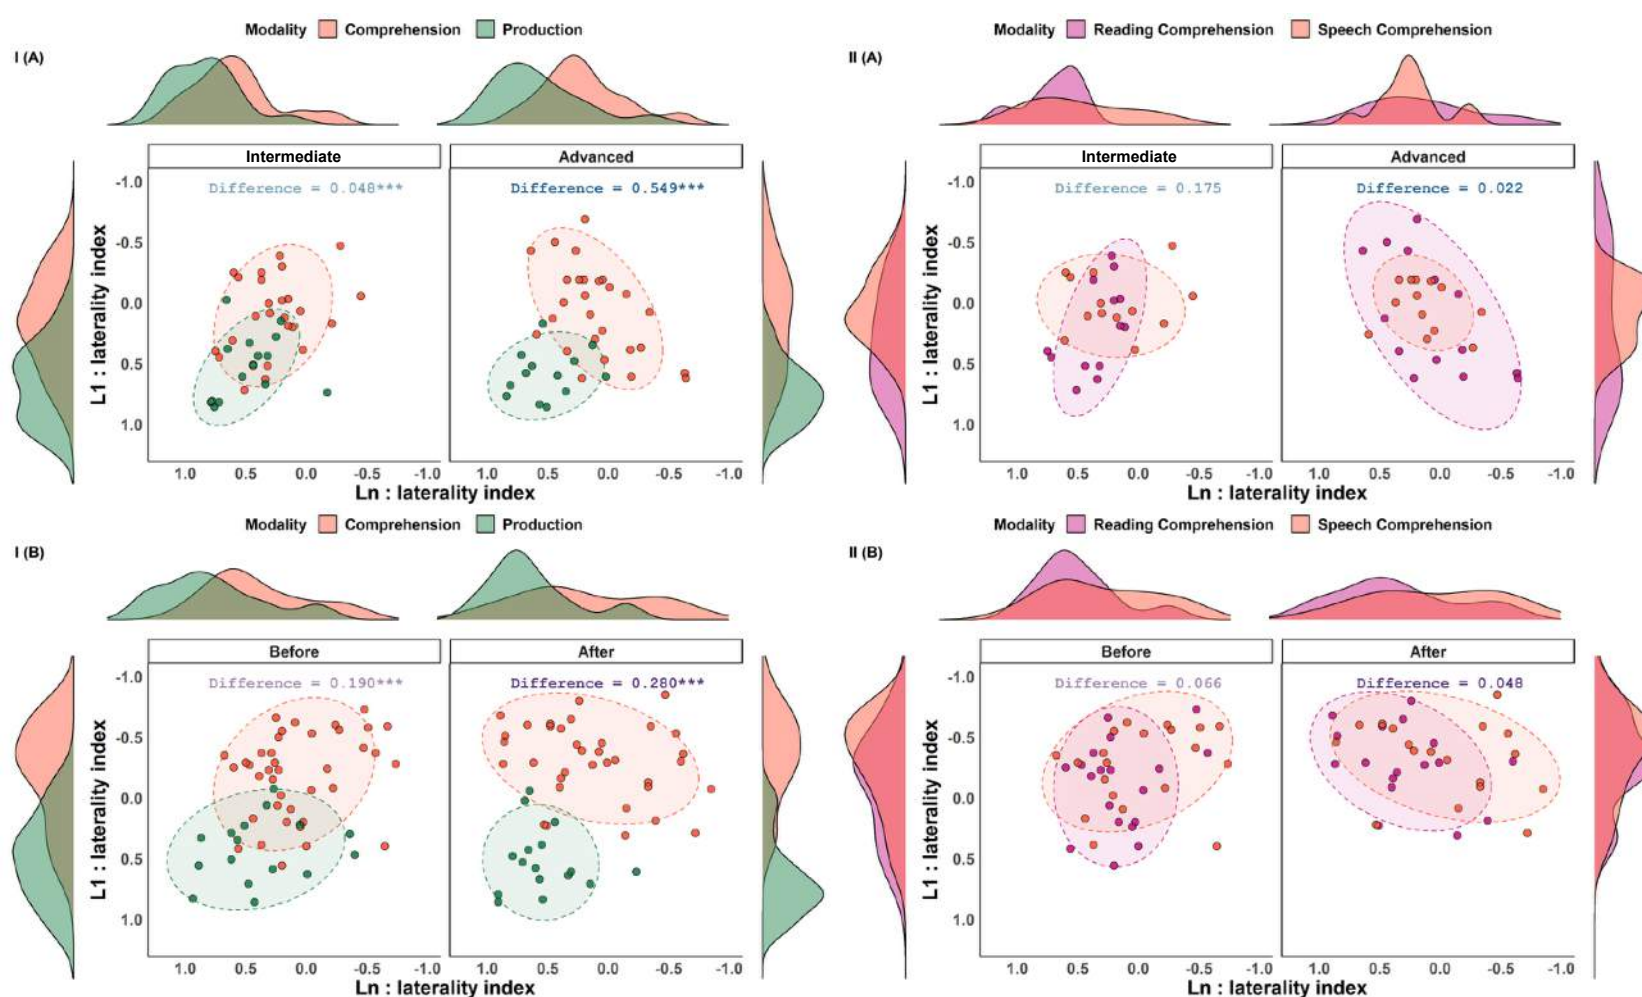 Modality Comprehension Production
I (A)
Intermediate
Advanced
Difference = 0.048***
Difference = 0.549***
L1 : laterality index
-1.0
-0.5
0.0
0.5
1.0
1.0 0.5 0.0 -0.5 -1.0
1.0 0.5 0.0 -0.5 -1.0
Ln : laterality index
Modality Reading Comprehension Speech Comprehension
II (A)
Intermediate
Advanced
Difference = 0.175
Difference = 0.022
L1 : laterality index
-1.0
-0.5
0.0
0.5
1.0
1.0 0.5 0.0 -0.5 -1.0
1.0 0.5 0.0 -0.5 -1.0
Ln : laterality index
Modality Comprehension Production
I (B)
Before
After
Difference = 0.190***
Difference = 0.280***
L1 : laterality index
-1.0
-0.5
0.0
0.5
1.0
1.0 0.5 0.0 -0.5 -1.0
1.0 0.5 0.0 -0.5 -1.0
Ln : laterality index
Modality Reading Comprehension Speech Comprehension
II (B)
Before
After
Difference = 0.066
Difference = 0.048
L1 : laterality index
-1.0
-0.5
0.0
0.5
1.0
1.0 0.5 0.0 -0.5 -1.0
1.0 0.5 0.0 -0.5 -1.0
Ln : laterality index